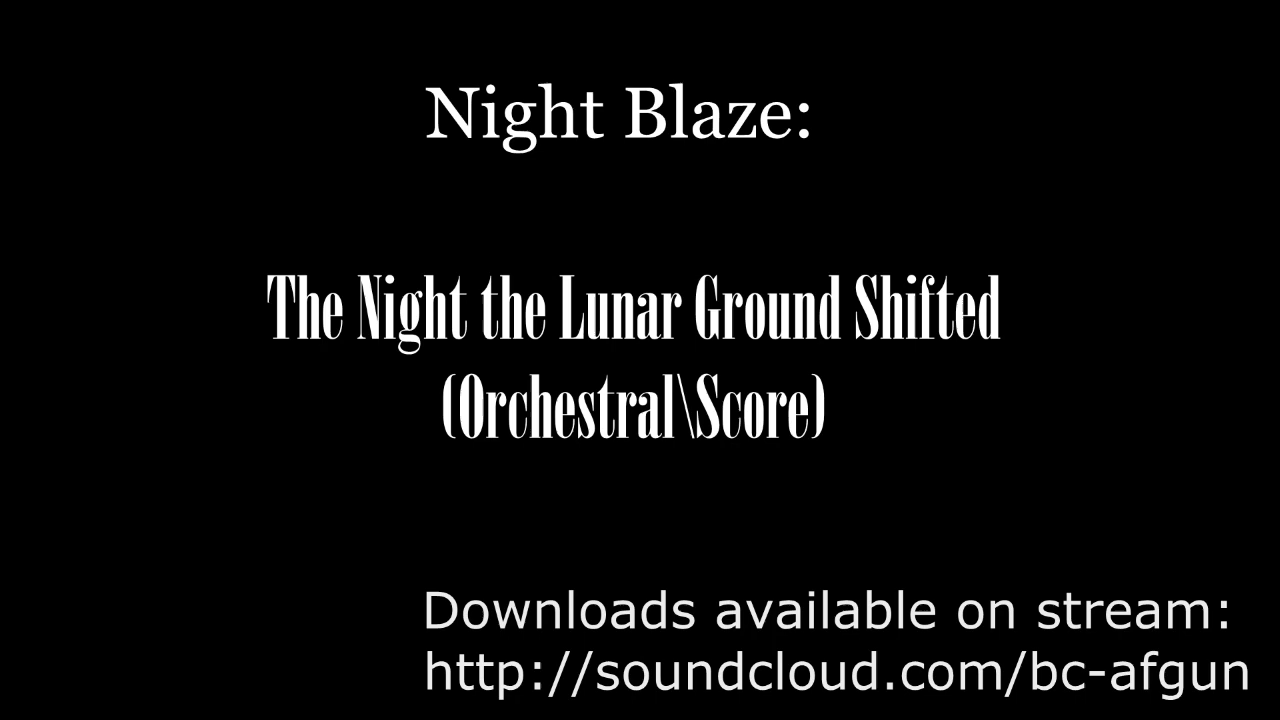 Night Blaze:
The Night the Lunar Ground Shifted
(Orchestral\Score)
Downloads available on stream:
http://soundcloud.com/bc-afgun